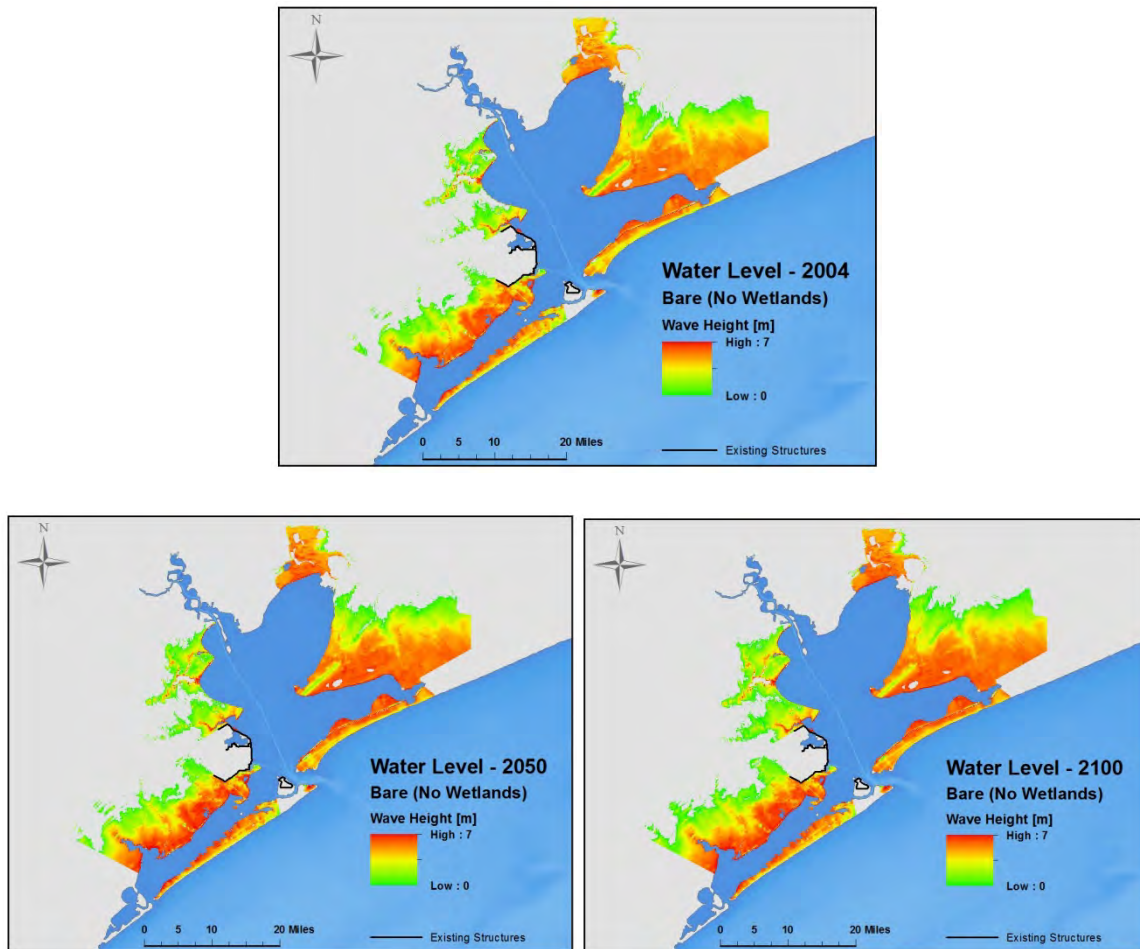 N
Water Level - 2004
Bare (No Wetlands)
Wave Height [m]
High : 7
Low : 0
0 5 10 20 Miles
Existing Structures
N
Water Level - 2050
Bare (No Wetlands)
Wave Height [m]
High : 7
Low : 0
0 5 10 20 Miles
Existing Structures
N
Water Level - 2100
Bare (No Wetlands)
Wave Height [m]
High : 7
Low : 0
0 5 10 20 Miles
Existing Structures